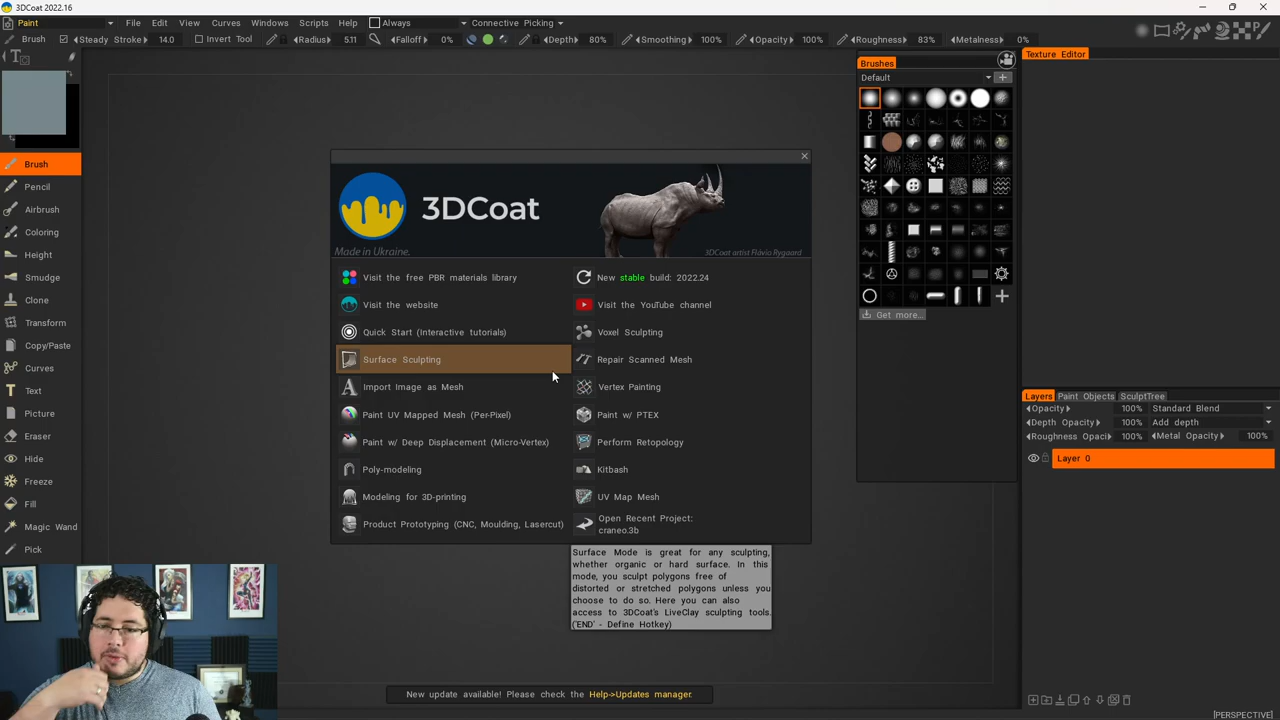 3DCoat 2022.16
Paint File Edit View Curves Windows Scripts Help Always Connective Picking
Brush Steady Stroke 14.0 Invert Tool Radius 5.11 Falloff 0% Depth 80% Smoothing 100% Opacity 100% Roughness 83% Metalness 0%
Brushes
Default
Get more...
Texture Editor
Brush
Pencil
Airbrush
Coloring
Height
Smudge
Clone
Transform
Copy/Paste
Curves
Text
Picture
Eraser
Hide
Freeze
Fill
Magic Wand
Pick
3DCoat
Made in Ukraine.
3DCoat artist Flávio Rygaard
Visit the free PBR materials library
New stable build: 2022.24
Visit the website
Visit the YouTube channel
Quick Start (Interactive tutorials)
Voxel Sculpting
Surface Sculpting
Repair Scanned Mesh
Import Image as Mesh
Vertex Painting
Paint UV Mapped Mesh (Per-Pixel)
Paint w/ PTEX
Paint w/ Deep Displacement (Micro-Vertex)
Perform Retopology
Poly-modeling
Kitbash
Modeling for 3D-printing
UV Map Mesh
Product Prototyping (CNC, Moulding, Lasercut)
Open Recent Project:
craneo.3b
Surface Mode is great for any sculpting,
whether organic or hard surface. In this
mode, you sculpt polygons free of
distorted or stretched polygons unless you
choose to do so. Here you can also
access to 3DCoat's LiveClay sculpting tools.
('END' - Define Hotkey)
Layers Paint Objects SculptTree
Opacity 100% Standard Blend
Depth Opacity 100% Add depth
Roughness Opaci 100% Metal Opacity 100%
Layer 0
New update available! Please check the Help->Updates manager.
[PERSPECTIVE]